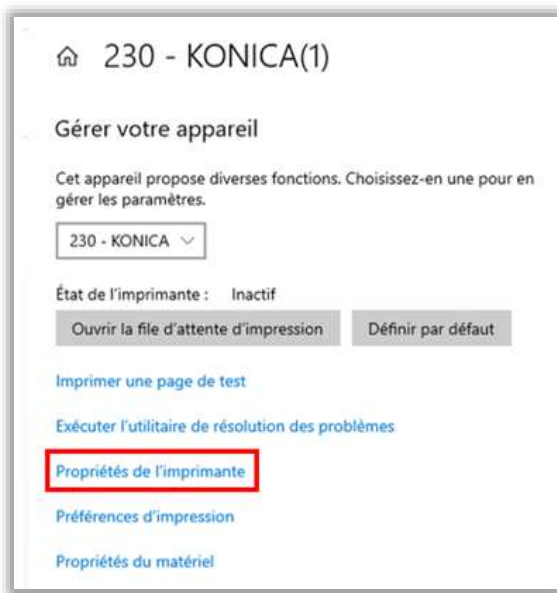 230 - KONICA(1)
Gérer votre appareil
Cet appareil propose diverses fonctions. Choisissez-en une pour en
gérer les paramètres.
230 - KONICA
État de l'imprimante : Inactif
Ouvrir la file d'attente d'impression Définir par défaut
Imprimer une page de test
Exécuter l'utilitaire de résolution des problèmes
Propriétés de l'imprimante
Préférences d'impression
Propriétés du matériel